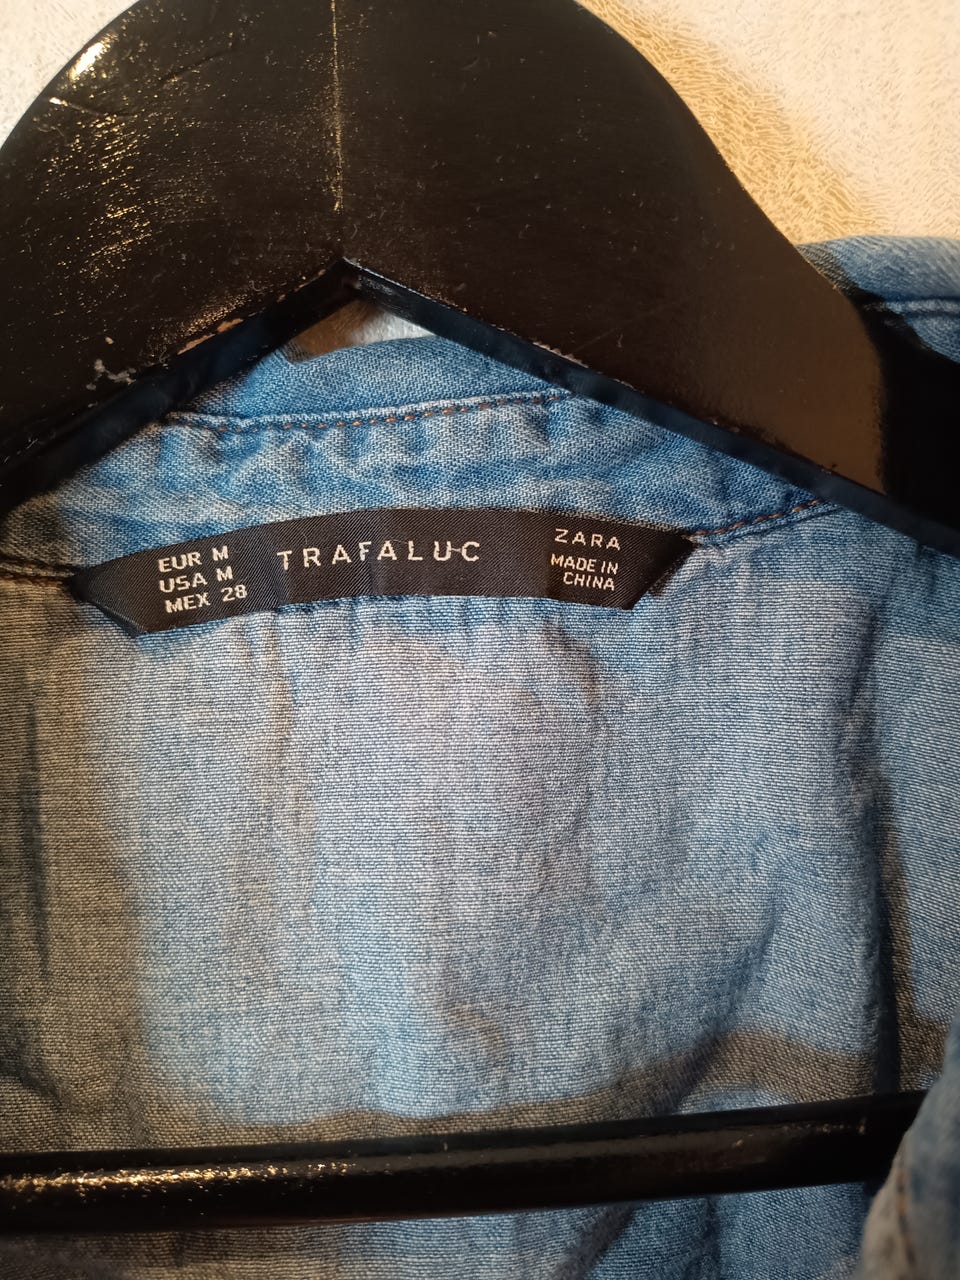 EUR M
USA M
MEX 28
TRAFALUC
ZARA
MADE IN
CHINA